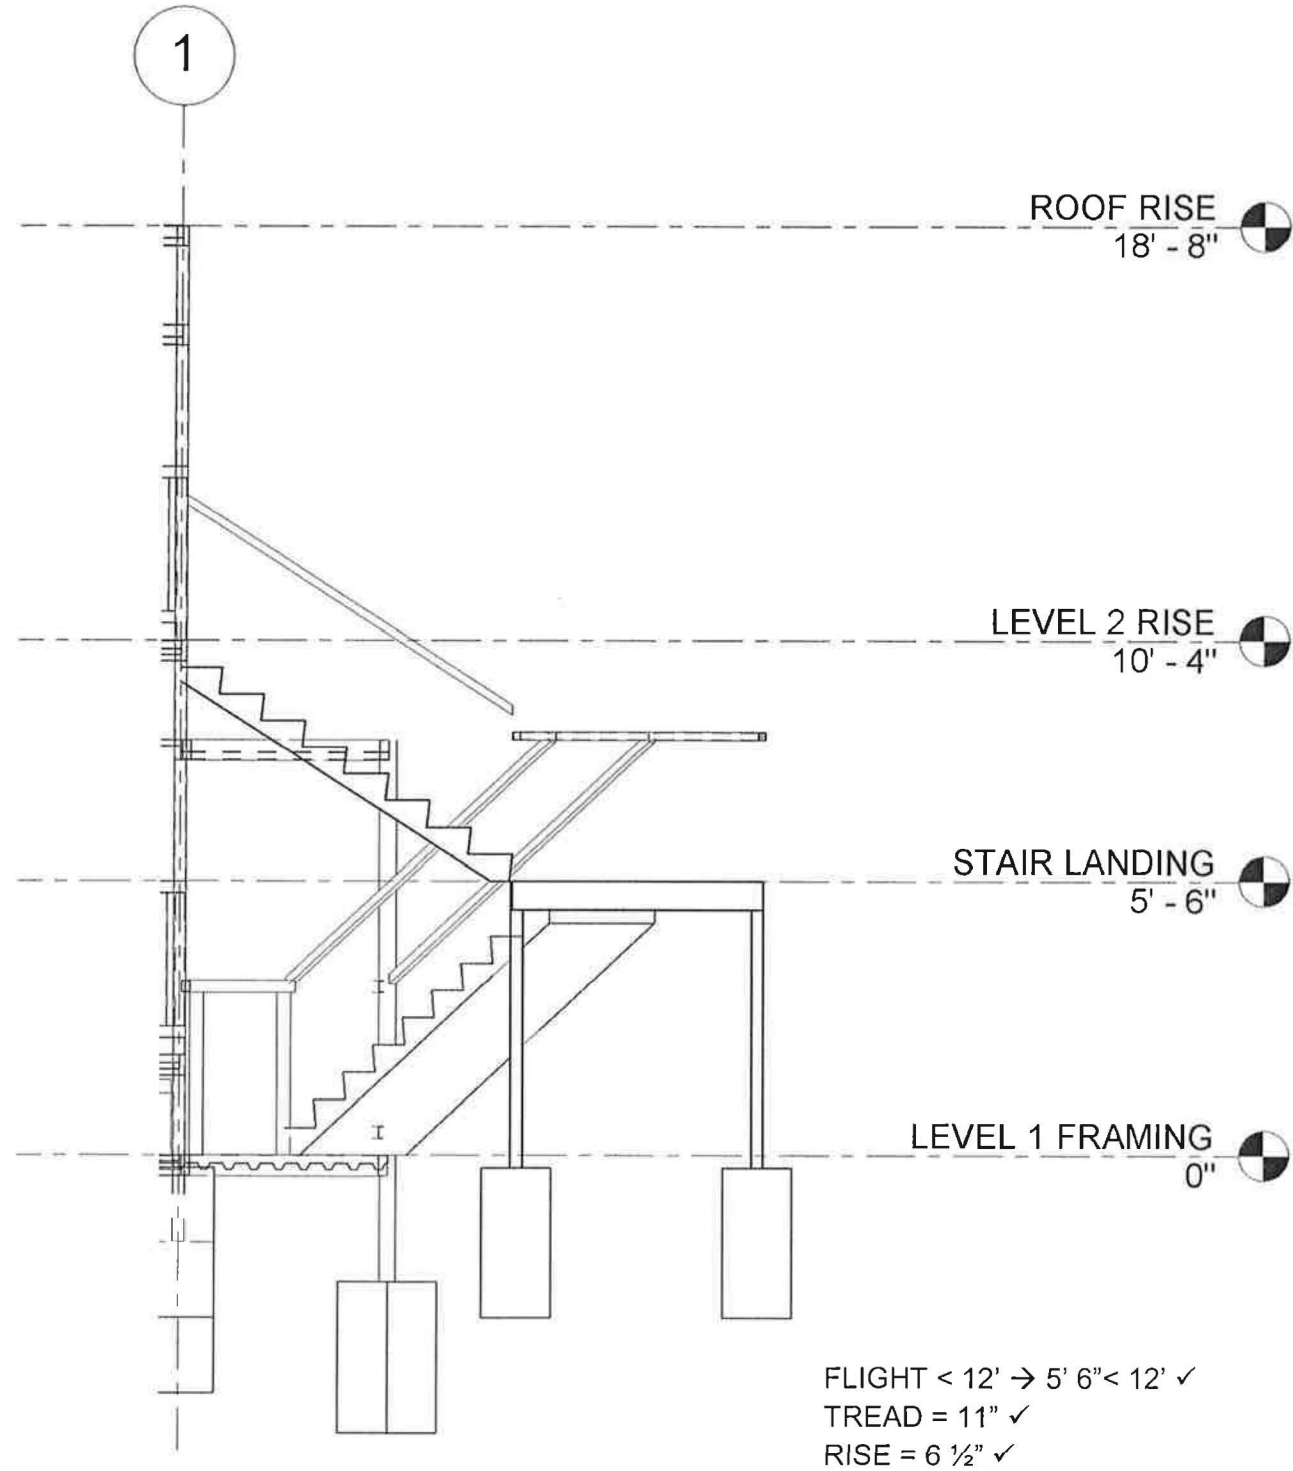 1
ROOF RISE
18' - 8"
LEVEL 2 RISE
10' - 4"
STAIR LANDING
5' - 6"
LEVEL 1 FRAMING
0"
FLIGHT < 12' → 5' 6"< 12' ✓
TREAD = 11" ✓
RISE = 6 ½" ✓